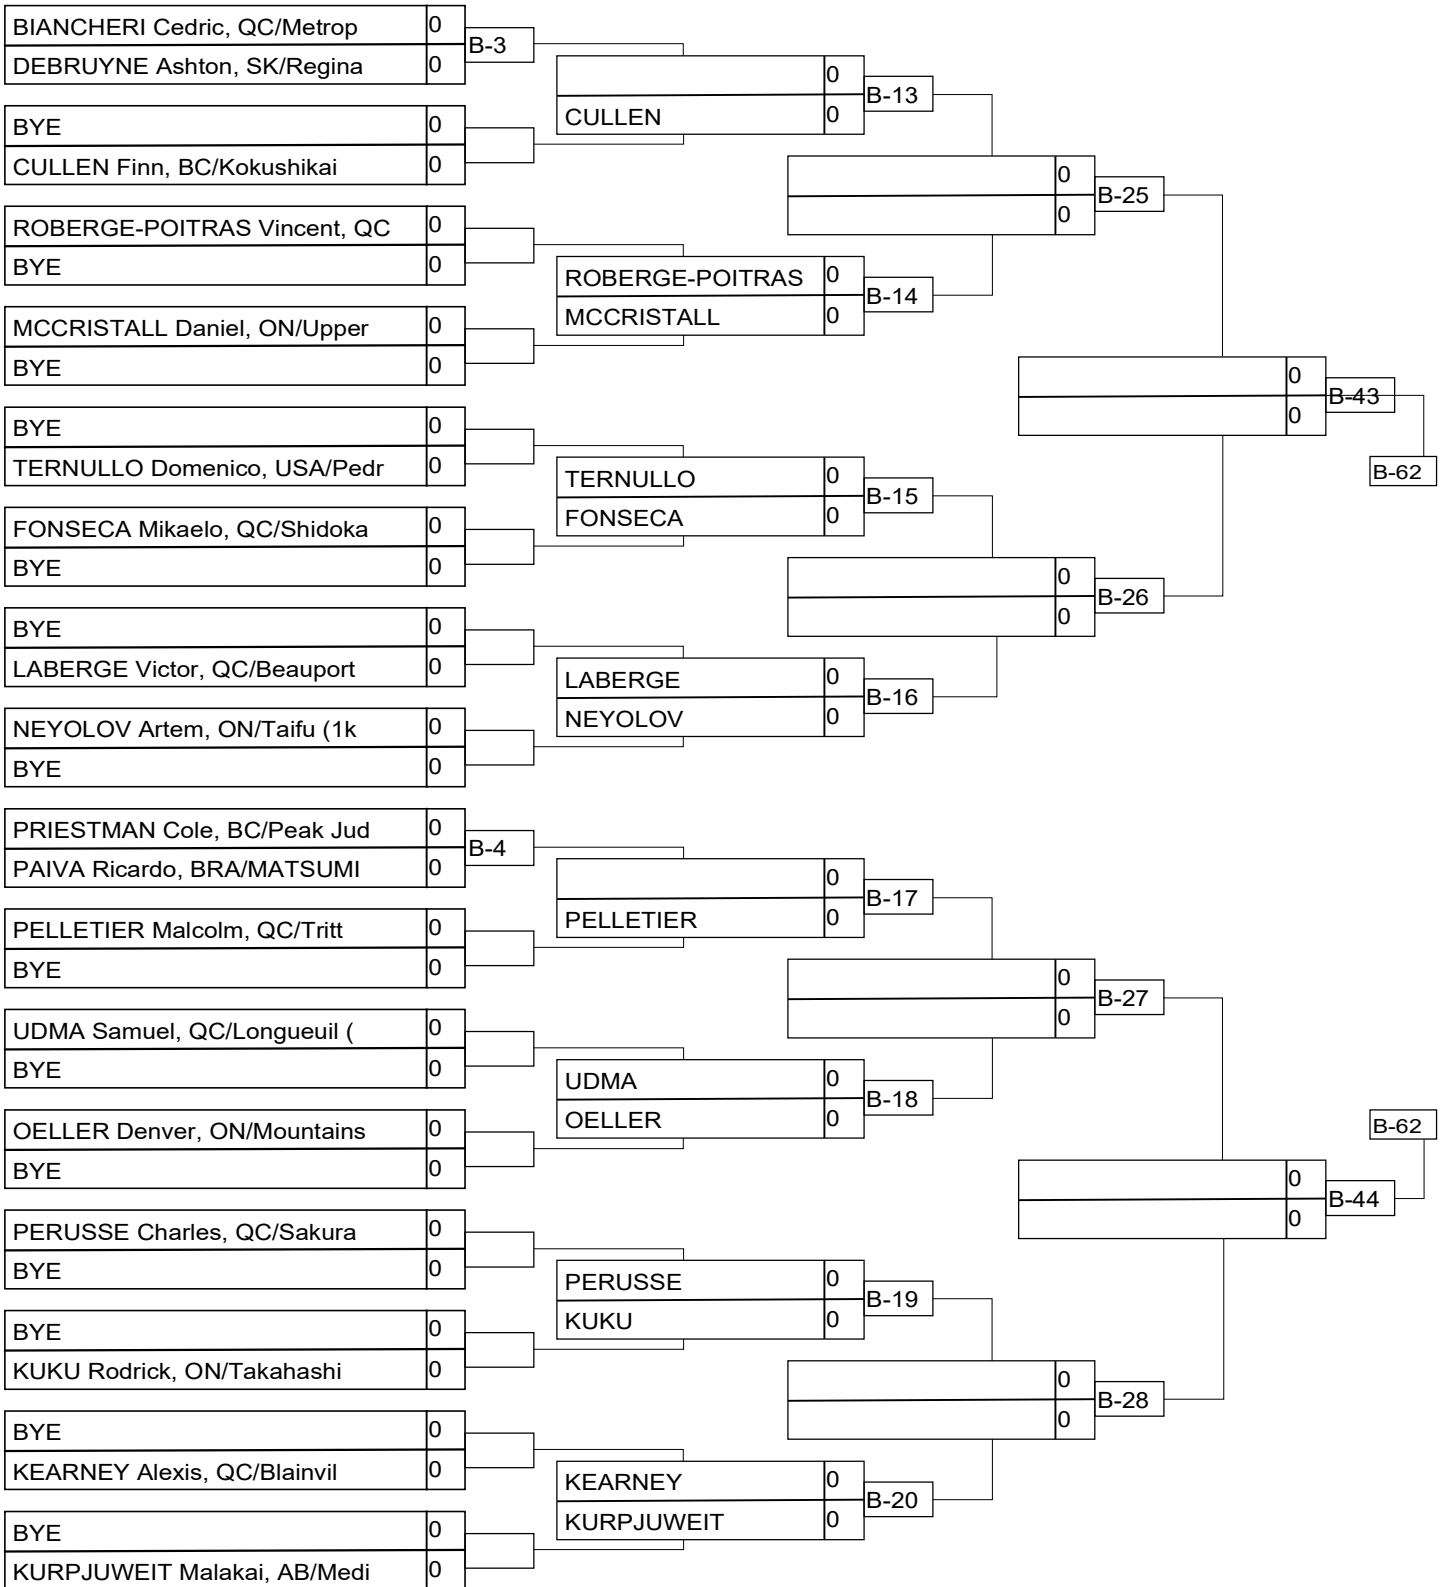 BIANCHERI Cedric, QC/Metrop 0
DEBRUYNE Ashton, SK/Regina 0
B-3
BYE 0
CULLEN Finn, BC/Kokushikai 0
ROBERGE-POITRAS Vincent, QC 0
BYE 0
MCCRISTALL Daniel, ON/Upper 0
BYE 0
BYE 0
TERNULLO Domenico, USA/Pedr 0
FONSECA Mikaelo, QC/Shidoka 0
BYE 0
BYE 0
LABERGE Victor, QC/Beauport 0
NEYOLOV Artem, ON/Taifu (1k 0
BYE 0
PRIESTMAN Cole, BC/Peak Jud 0
PAIVA Ricardo, BRA/MATSUMI 0
B-4
PELLETIER Malcolm, QC/Tritt 0
BYE 0
UDMA Samuel, QC/Longueuil ( 0
BYE 0
OELLER Denver, ON/Mountains 0
BYE 0
PERUSSE Charles, QC/Sakura 0
BYE 0
BYE 0
KUKU Rodrick, ON/Takahashi 0
BYE 0
KEARNEY Alexis, QC/Blainvil 0
BYE 0
KURPJUWEIT Malakai, AB/Medi 0
0
CULLEN 0
B-13
ROBERGE-POITRAS 0
MCCRISTALL 0
B-14
TERNULLO 0
FONSECA 0
B-15
LABERGE 0
NEYOLOV 0
B-16
0
PELLETIER 0
B-17
UDMA 0
OELLER 0
B-18
PERUSSE 0
KUKU 0
B-19
KEARNEY 0
KURPJUWEIT 0
B-20
0
0
B-25
0
0
B-26
0
0
B-27
0
0
B-28
0
0
B-43
B-62
B-62
0
0
B-44